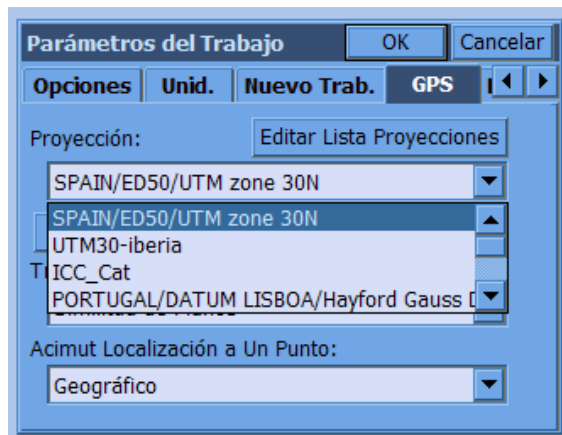 Parámetros del Trabajo OK Cancelar
Opciones Unid. Nuevo Trab. GPS
Proyección: Editar Lista Proyecciones
SPAIN/ED50/UTM zone 30N
SPAIN/ED50/UTM zone 30N
UTM30-iberia
ICC_Cat
PORTUGAL/DATUM LISBOA/Hayford Gauss
Acimut Localización a Un Punto:
Geográfico